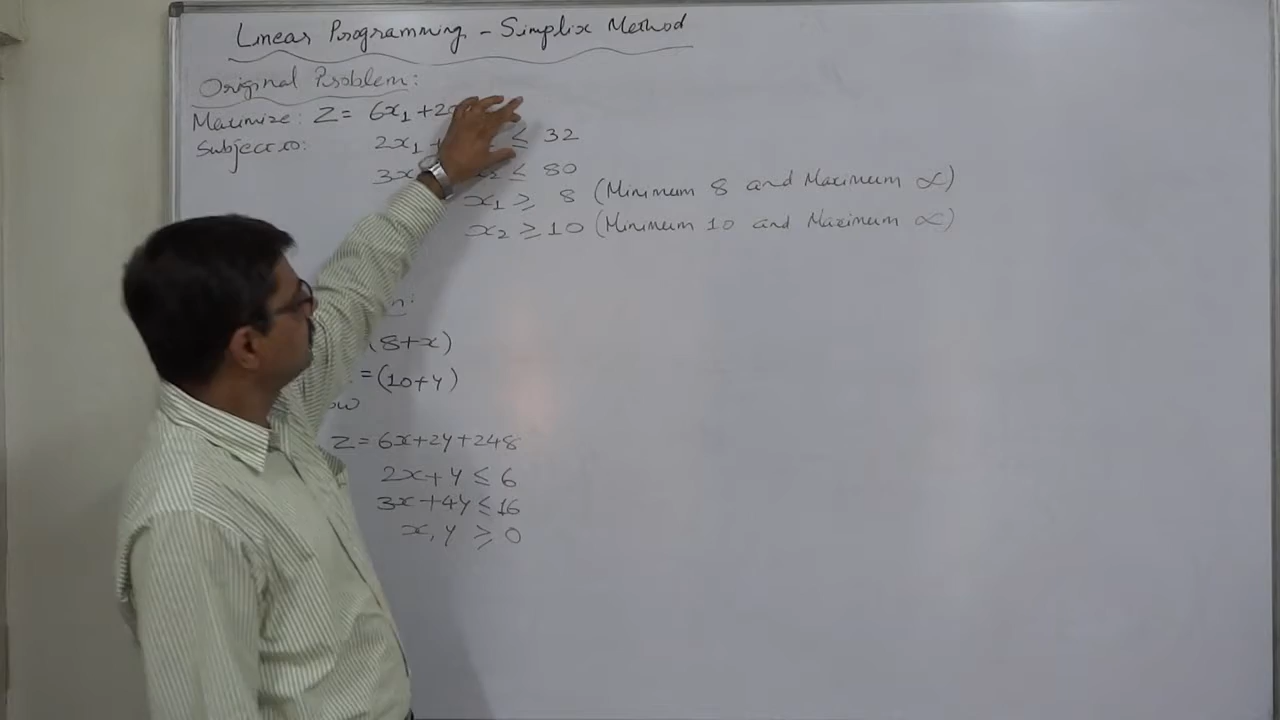 Linear Programming - Simplix Method
Original Problem:
Maximize: Z = 6x₁ + 2
Subject to: 2x₁ + ≤ 32
3x x₂ ≤ 80
x₁ ≥ 8 (Minimum 8 and Maximum ∝)
x₂ ≥ 10 (Minimum 10 and Maximum ∝)
n:
(8+x)
=(10+y)
ow
Z = 6x+2y+248
2x+y ≤ 6
3x+4y ≤ 16
x, y ≥ 0